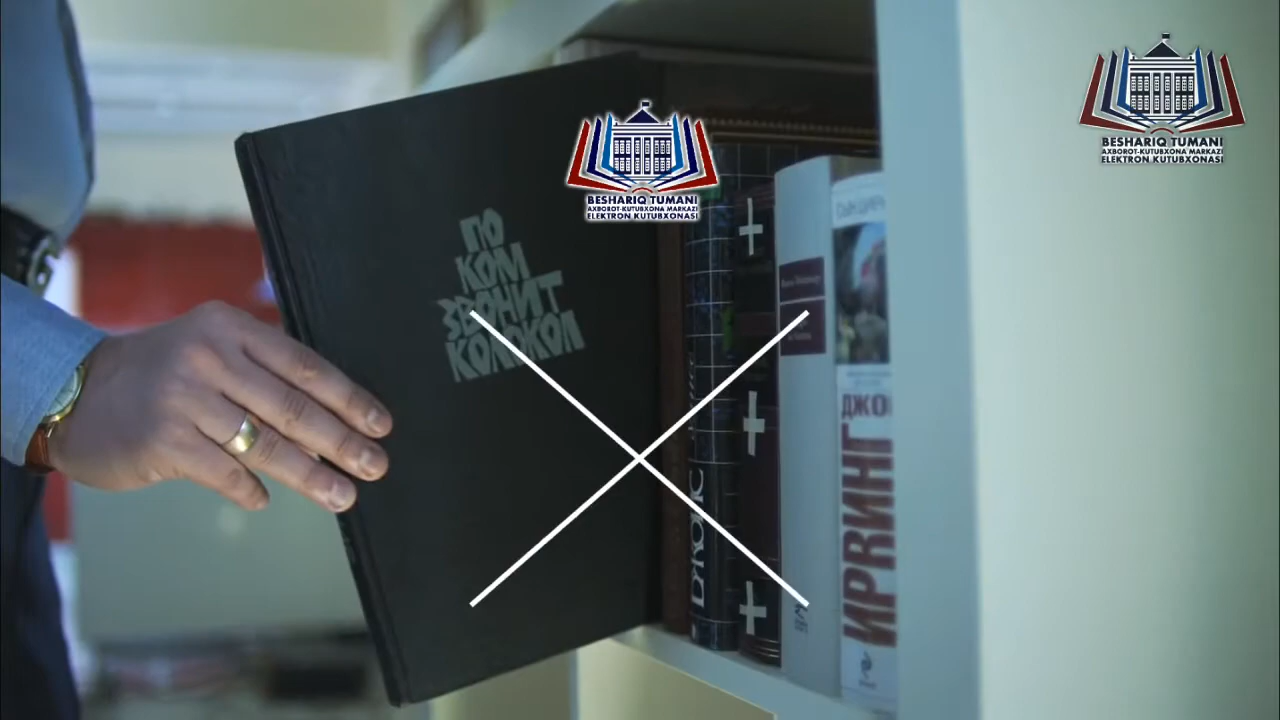 ПО
КОМ
ЗВОНИТ
КОЛОКОЛ
BESHARIQ TUMANI
AXBOROT-KUTUBXONA MARKAZI
ELEKTRON KUTUBXONASI
BESHARIQ TUMANI
AXBOROT-KUTUBXONA MARKAZI
ELEKTRON KUTUBXONASI
ДЖО
ИРВИНГ